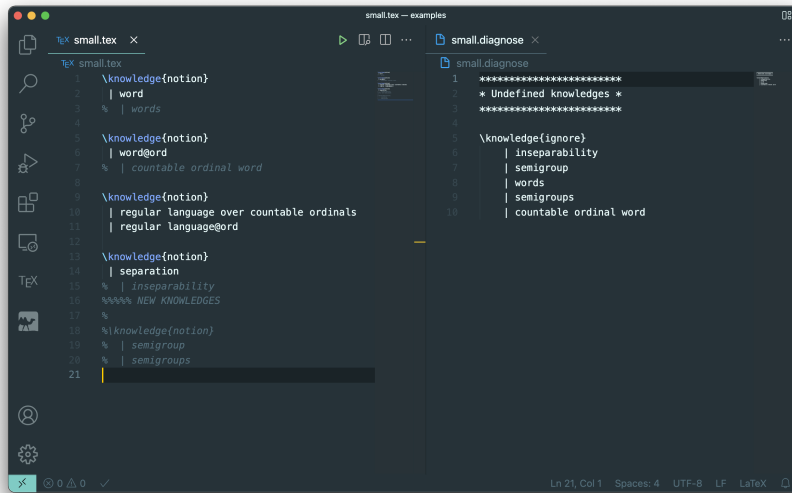 small.tex — examples
TEX small.tex ×
TEX small.tex
1 \knowledge{notion}
2 | word
3 % | words
4
5 \knowledge{notion}
6 | word@ord
7 % | countable ordinal word
8
9 \knowledge{notion}
10 | regular language over countable ordinals
11 | regular language@ord
12
13 \knowledge{notion}
14 | separation
15 % | inseparability
16 %%%%% NEW KNOWLEDGES
17 %
18 %\knowledge{notion}
19 % | semigroup
20 % | semigroups
21
small.diagnose ×
small.diagnose
1 ************************
2 * Undefined knowledges *
3 ************************
4
5 \knowledge{ignore}
6 | inseparability
7 | semigroup
8 | words
9 | semigroups
10 | countable ordinal word
TEX
0 0
Ln 21, Col 1 Spaces: 4 UTF-8 LF LaTeX